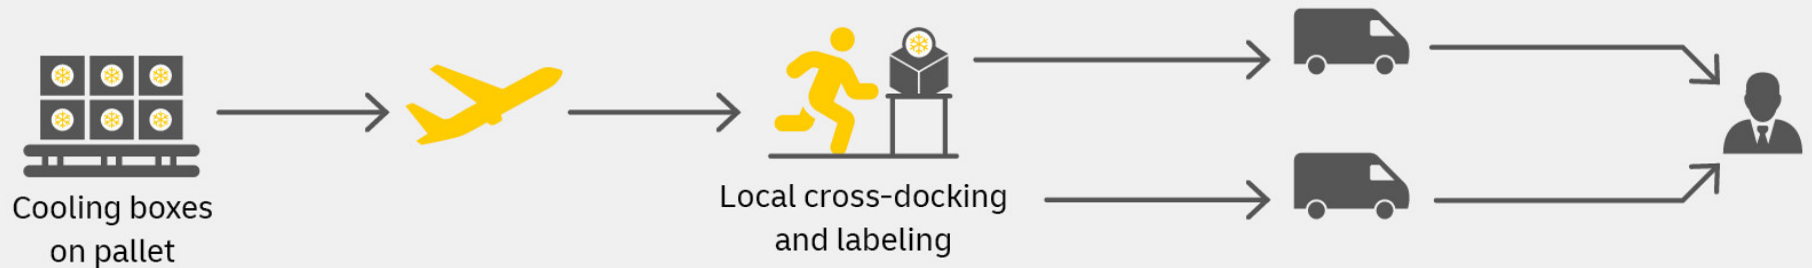 Cooling boxes
on pallet
Local cross-docking
and labeling